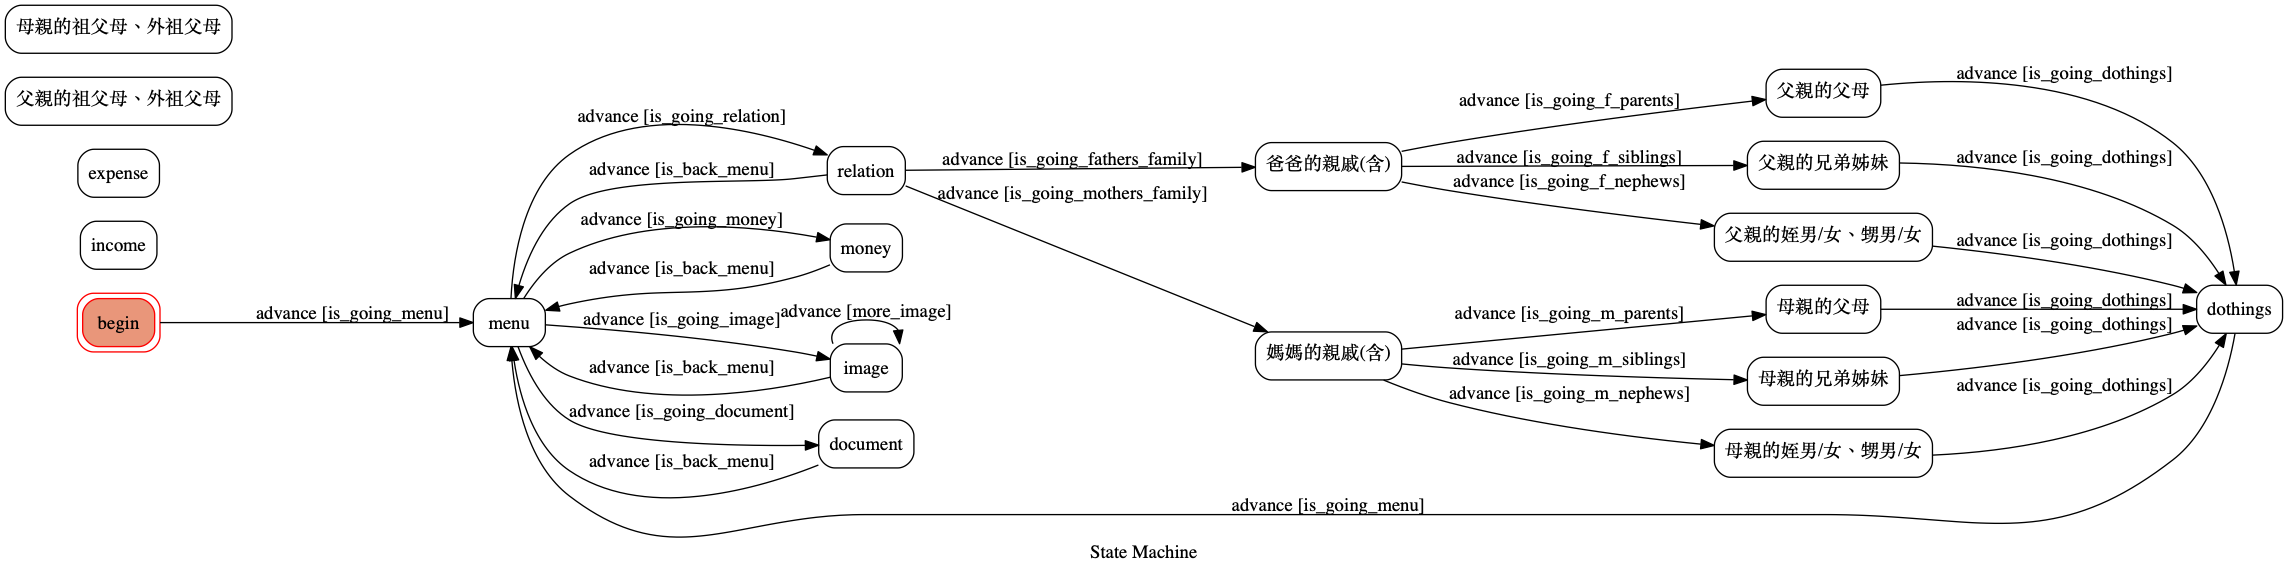 母親的祖父母、外祖父母
父親的祖父母、外祖父母
expense
income
begin
advance [is_going_menu]
menu
advance [is_going_relation]
advance [is_back_menu]
advance [is_going_money]
advance [is_back_menu]
advance [is_going_image]
advance [more_image]
advance [is_back_menu]
advance [is_going_document]
advance [is_back_menu]
relation
money
image
document
advance [is_going_fathers_family]
advance [is_going_mothers_family]
爸爸的親戚(含)
媽媽的親戚(含)
advance [is_going_f_parents]
advance [is_going_f_siblings]
advance [is_going_f_nephews]
advance [is_going_m_parents]
advance [is_going_m_siblings]
advance [is_going_m_nephews]
父親的父母
父親的兄弟姊妹
父親的姪男/女、甥男/女
母親的父母
母親的兄弟姊妹
母親的姪男/女、甥男/女
advance [is_going_dothings]
advance [is_going_dothings]
advance [is_going_dothings]
advance [is_going_dothings]
advance [is_going_dothings]
advance [is_going_dothings]
dothings
advance [is_going_menu]
State Machine